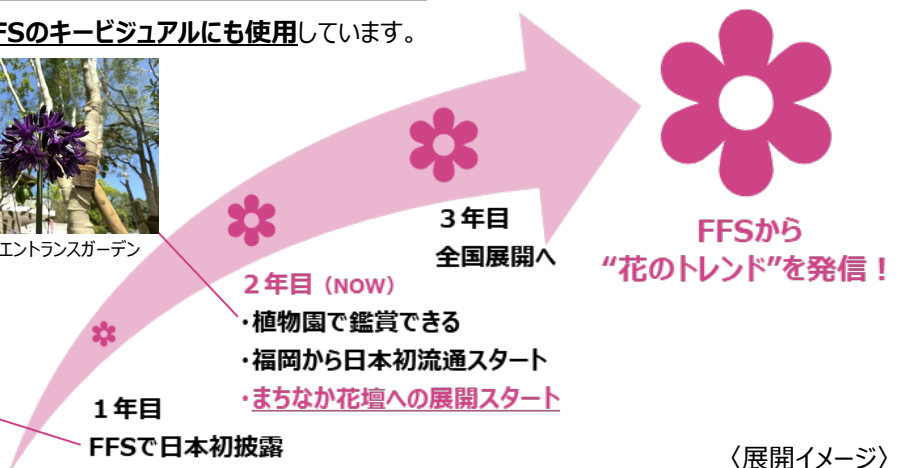 FSのキービジュアルにも使用しています。
エントランスガーデン
3年目
全国展開へ
FFSから
“花のトレンド”を発信!
2年目(NOW)
・植物園で鑑賞できる
・福岡から日本初流通スタート
・まちなか花壇への展開スタート
1年目
FFSで日本初披露
〈展開イメージ〉